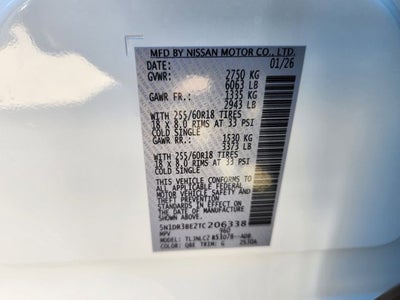 MFD BY NISSAN MOTOR CO., LTD.
DATE: 01/26
GVWR: 2750 KG
6063 LB
GAWR FR.: 1335 KG
2943 LB
WITH 255/60R18 TIRES
18 X 8.0 RIMS AT 33 PSI
COLD SINGLE
GAWR RR.: 1530 KG
3373 LB
WITH 255/60R18 TIRES
18 X 8.0 RIMS AT 33 PSI
COLD SINGLE
THIS VEHICLE CONFORMS TO
ALL APPLICABLE FEDERAL
MOTOR VEHICLE SAFETY
AND THEFT PREVENTION
STANDARDS IN EFFECT ON
THE DATE OF MANUFACTURE
SHOWN ABOVE.
5N1DR3BE2TC206338
MPV
COLOR: QBE TRIM: G